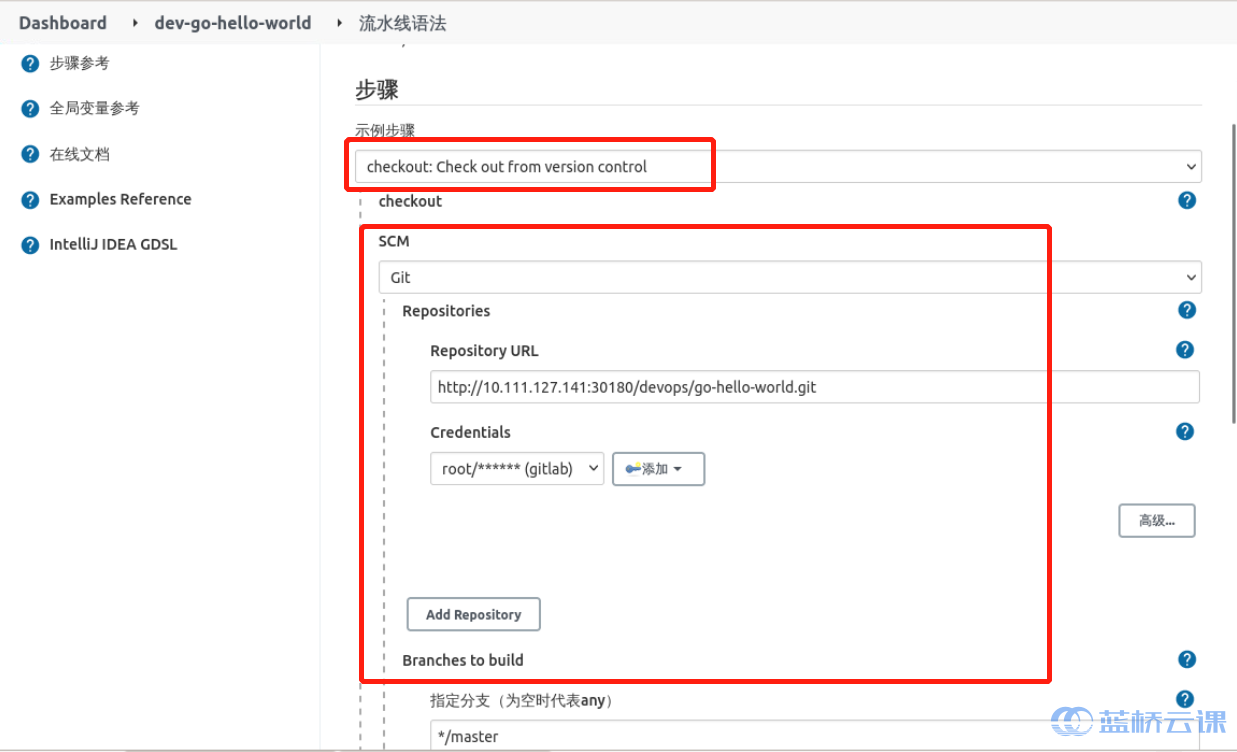 Dashboard dev-go-hello-world 流水线语法
步骤参考
全局变量参考
在线文档
Examples Reference
IntelliJ IDEA GDSL
步骤
示例步骤
checkout: Check out from version control
checkout
SCM
Git
Repositories
Repository URL
http://10.111.127.141:30180/devops/go-hello-world.git
Credentials
root/****** (gitlab) 添加
高级...
Add Repository
Branches to build
指定分支（为空时代表any）
*/master
蓝桥云课